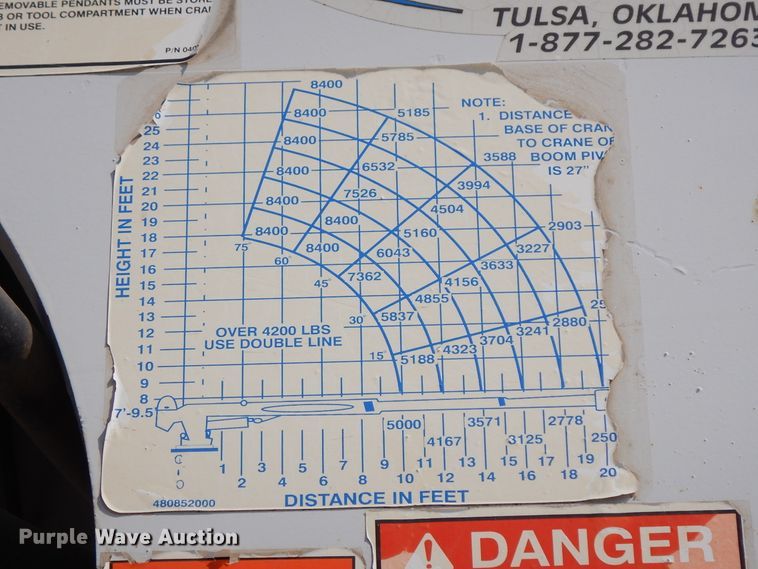 EMOVABLE PENDANTS MUST BE STORE
B OR TOOL COMPARTMENT WHEN CRA
T IN USE.
P/N 040
TULSA, OKLAHOM
1-877-282-7263
NOTE:
1. DISTANCE
BASE OF CRAN
TO CRANE OF
BOOM PIV
IS 27"
HEIGHT IN FEET
25
24
23
22
21
20
19
18
17
16
15
14
13
12
11
10
9
8
7'-9.5"
8400
8400 5185
8400 5785
8400 6532 3588
8400 7526 3994
8400 8400 4504 2903
8400 5160 3227
6043 3633
7362 4156
4855
5837 2880
3241
3704
4323
5188
75
60
45
30
15
OVER 4200 LBS
USE DOUBLE LINE
5000 3571 2778
4167 3125 250
1 3 5 7 9 11 13 15 17 19
2 4 6 8 10 12 14 16 18 20
480852000
DISTANCE IN FEET
DANGER
Purple Wave Auction